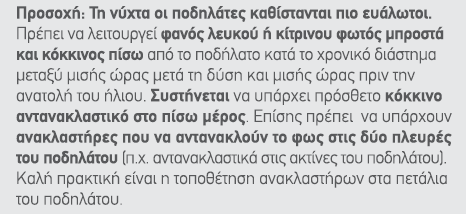 Προσοχή: Τη νύχτα οι ποδηλάτες καθίστανται πιο ευάλωτοι.
Πρέπει να λειτουργεί φανός λευκού ή κίτρινου φωτός μπροστά
και κόκκινος πίσω από το ποδήλατο κατά το χρονικό διάστημα
μεταξύ μισής ώρας μετά τη δύση και μισής ώρας πριν την
ανατολή του ήλιου. Συστήνεται να υπάρχει πρόσθετο κόκκινο
αντανακλαστικό στο πίσω μέρος. Επίσης πρέπει να υπάρχουν
ανακλαστήρες που να αντανακλούν το φως στις δύο πλευρές
του ποδηλάτου (π.χ. αντανακλαστικά στις ακτίνες του ποδηλάτου).
Καλή πρακτική είναι η τοποθέτηση ανακλαστήρων στα πετάλια
του ποδηλάτου.